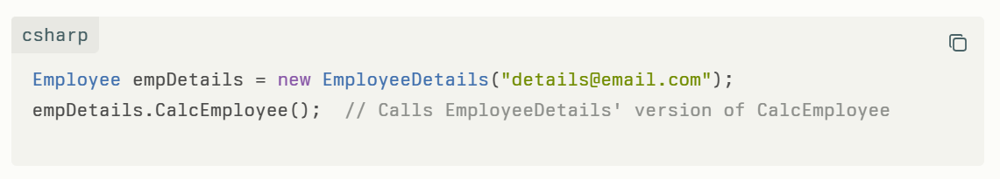 csharp
Employee empDetails = new EmployeeDetails("details@email.com");
empDetails.CalcEmployee();  // Calls EmployeeDetails' version of CalcEmployee